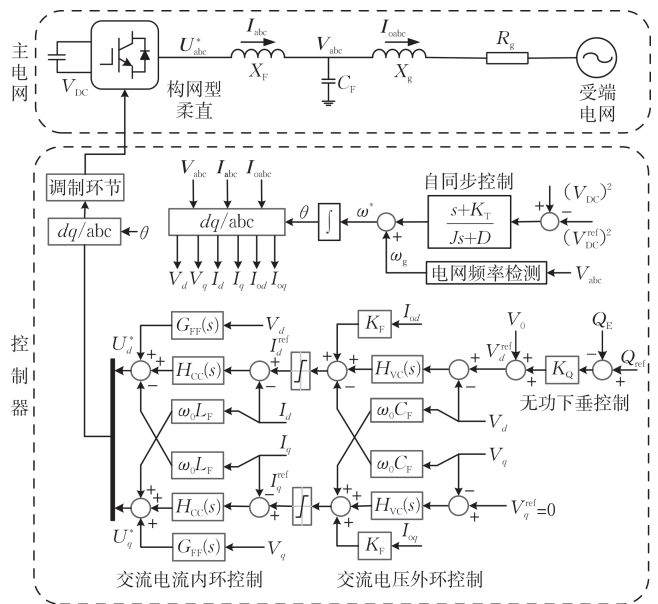 主电网
V_DC
U*_abc
构网型
柔直
I_abc
X_F
V_abc
C_F
I_oabc
X_g
R_g
受端
电网
控制器
调制环节
dq/abc
θ
V_abc I_abc I_oabc
dq/abc
V_d V_q I_d I_q I_od I_oq
θ
∫
ω*
+
+
ω_g
自同步控制
s+K_T
Js+D
+
−
(V_DC)^2
(V_DC^ref)^2
电网频率检测
V_abc
U_d^*
G_FF(s)
V_d
H_CC(s)
I_d^ref
ω_0L_F
I_d
ω_0L_F
I_q
I_q^ref
H_CC(s)
U_q^*
G_FF(s)
V_q
K_F
I_od
H_VC(s)
V_d^ref
V_0
K_Q
Q_E
Q_ref
无功下垂控制
ω_0C_F
V_d
ω_0C_F
V_q
H_VC(s)
V_q^ref=0
K_F
I_oq
交流电流内环控制
交流电压外环控制